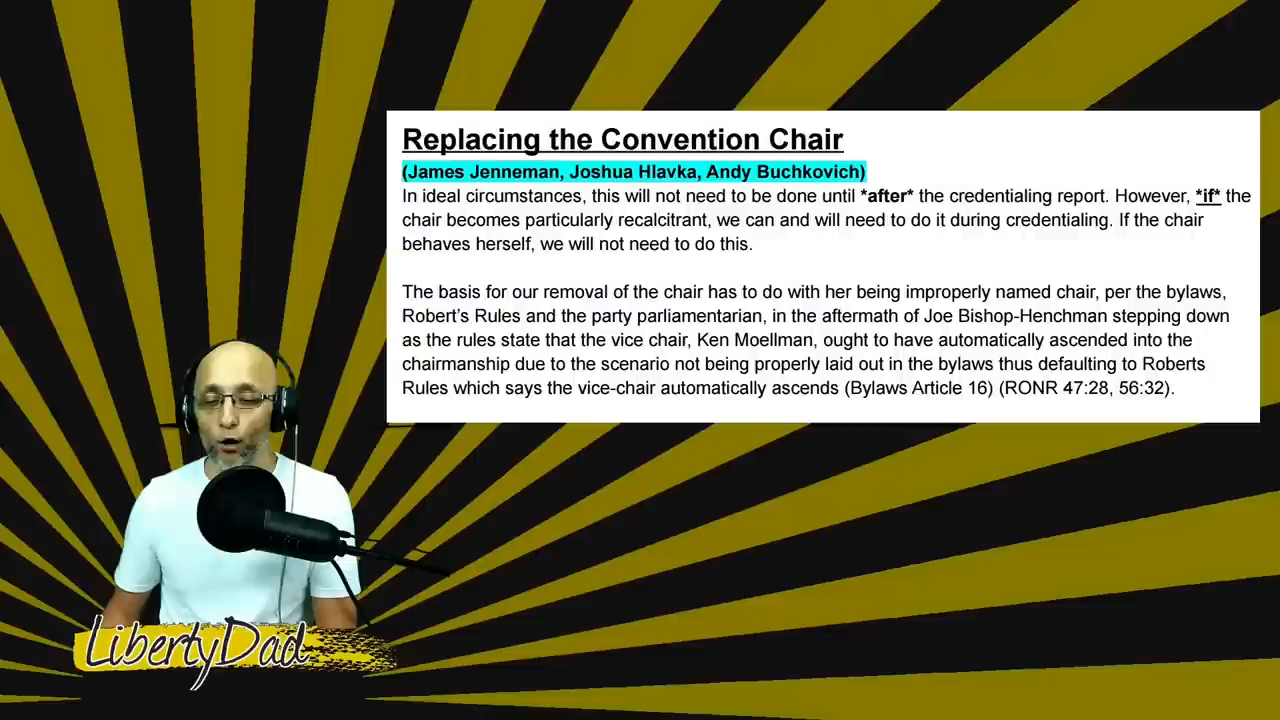 Replacing the Convention Chair
(James Jenneman, Joshua Hlavka, Andy Buchkovich)
In ideal circumstances, this will not need to be done until *after* the credentialing report. However, *if* the
chair becomes particularly recalcitrant, we can and will need to do it during credentialing. If the chair
behaves herself, we will not need to do this.
The basis for our removal of the chair has to do with her being improperly named chair, per the bylaws,
Robert's Rules and the party parliamentarian, in the aftermath of Joe Bishop-Henchman stepping down
as the rules state that the vice chair, Ken Moellman, ought to have automatically ascended into the
chairmanship due to the scenario not being properly laid out in the bylaws thus defaulting to Roberts
Rules which says the vice-chair automatically ascends (Bylaws Article 16) (RONR 47:28, 56:32).
LibertyDad